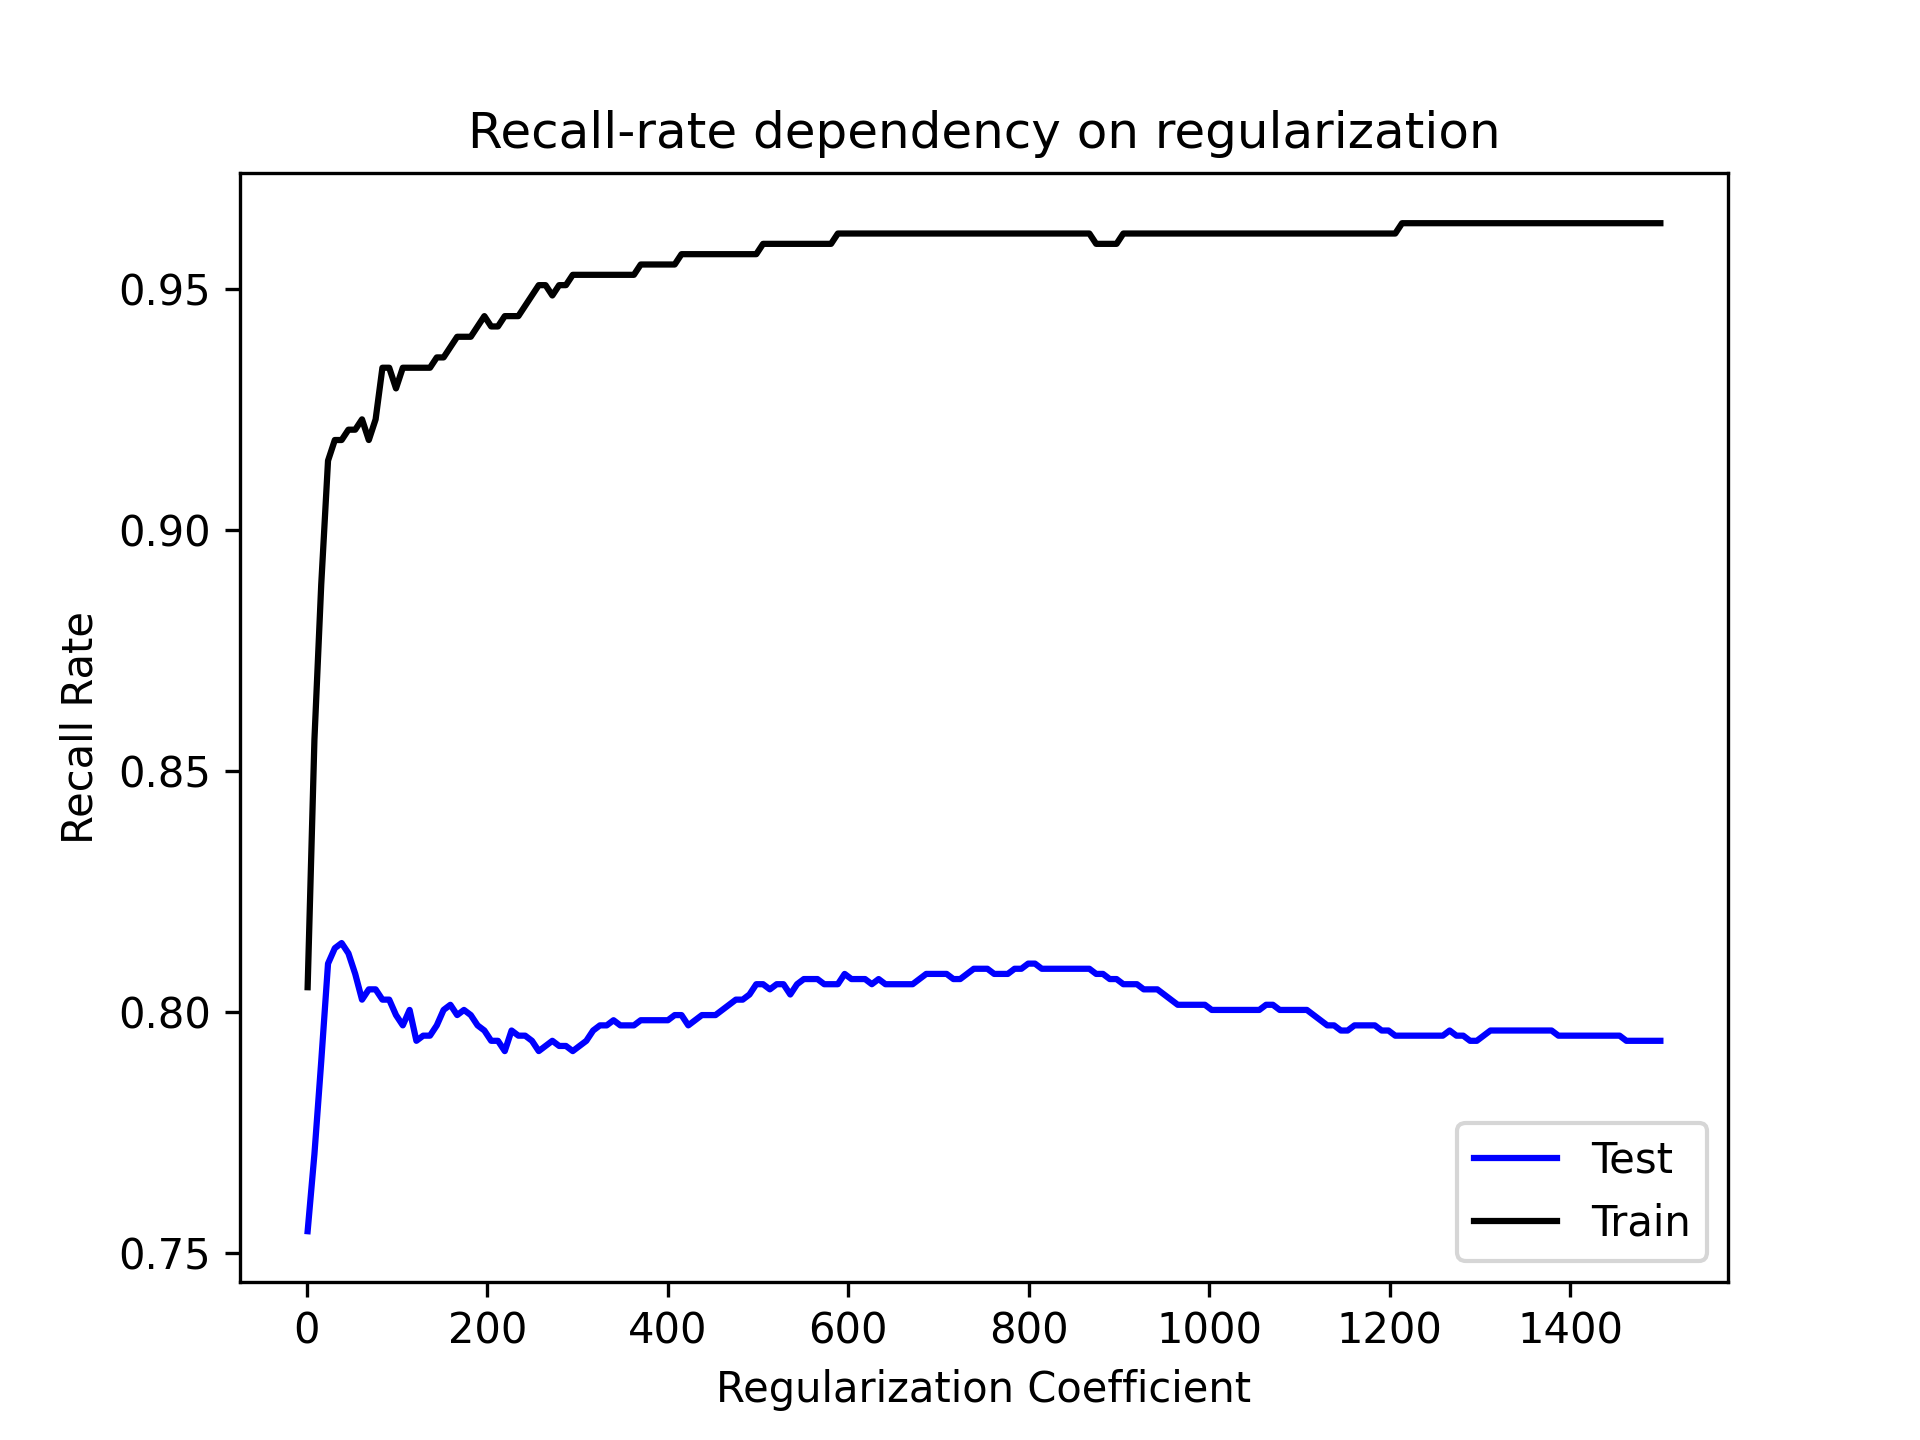 Recall-rate dependency on regularization
Recall Rate
0.95
0.90
0.85
0.80
0.75
0 200 400 600 800 1000 1200 1400
Regularization Coefficient
Test
Train